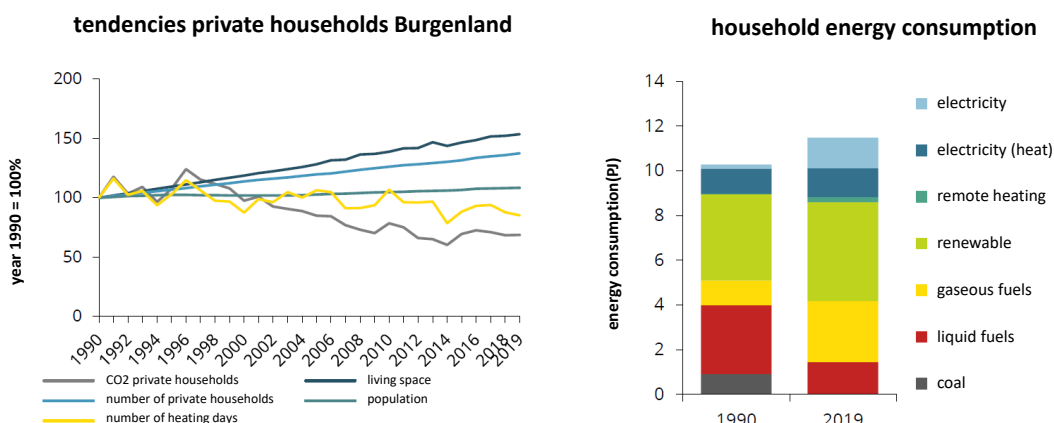 tendencies private households Burgenland
year 1990 = 100%
200
150
100
50
0
1990
1992
1994
1996
1998
2000
2002
2004
2006
2008
2010
2012
2014
2016
2018
2019
CO2 private households
living space
number of private households
population
number of heating days
household energy consumption
energy consumption(PJ)
14
12
10
8
6
4
2
0
1990
2019
electricity
electricity (heat)
remote heating
renewable
gaseous fuels
liquid fuels
coal